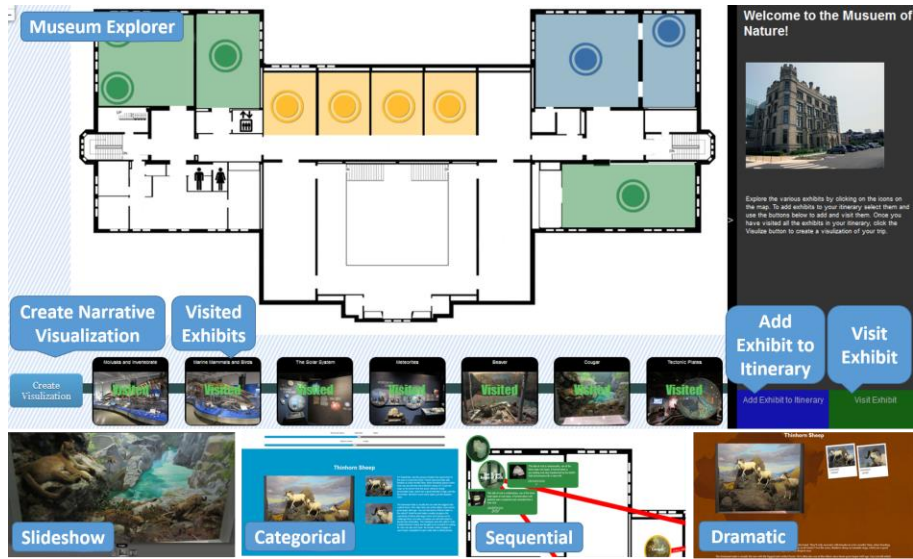 Museum Explorer
Welcome to the Musuem of
Nature!
Explore the various exhibits by clicking on the icons on
the map. To add exhibits to your itinerary select them and
use the buttons below to add and visit them. Once you
have visited all the exhibits in your itinerary, click the
Visulize button to create a visulization of your trip.
>
Create Narrative
Visualization
Visited
Exhibits
Add
Exhibit to
Itinerary
Visit
Exhibit
Create
Visulization
Moluska and Invertebrate
Visited
Marine Mammals and Birds
Visited
The Solar System
Visited
Meteorites
Visited
Beaver
Visited
Cougar
Visited
Tectonic Plates
Visited
Add Exhibit to Itinerary
Visit Exhibit
Slideshow
Thinhorn Sheep
Categorical
Sequential
Thinhorn Sheep
Dramatic